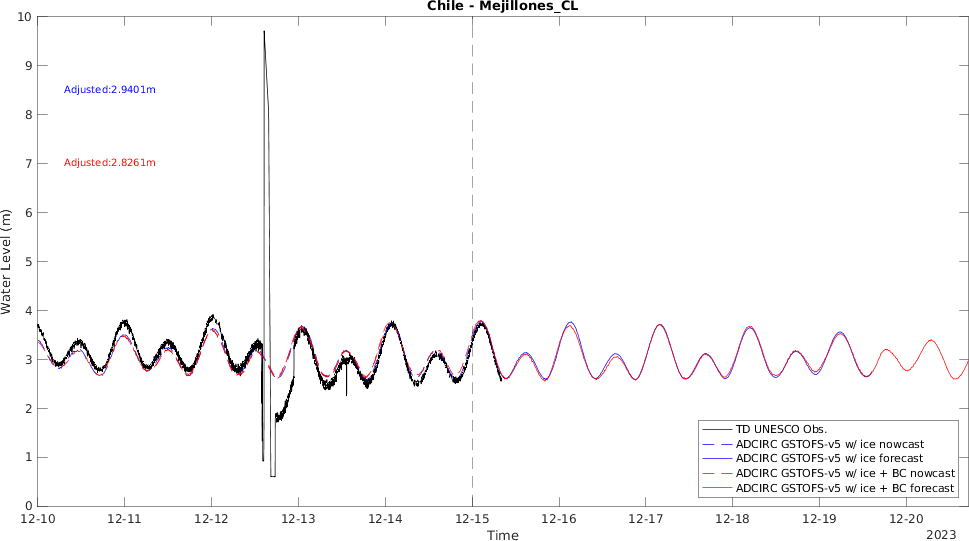 Chile - Mejillones_CL
10
9
8
7
6
5
4
3
2
1
0
Water Level (m)
Adjusted:2.9401m
Adjusted:2.8261m
TD UNESCO Obs.
ADCIRC GSTOFS-v5 w/ ice nowcast
ADCIRC GSTOFS-v5 w/ ice forecast
ADCIRC GSTOFS-v5 w/ ice + BC nowcast
ADCIRC GSTOFS-v5 w/ ice + BC forecast
12-10 12-11 12-12 12-13 12-14 12-15 12-16 12-17 12-18 12-19 12-20
Time
2023